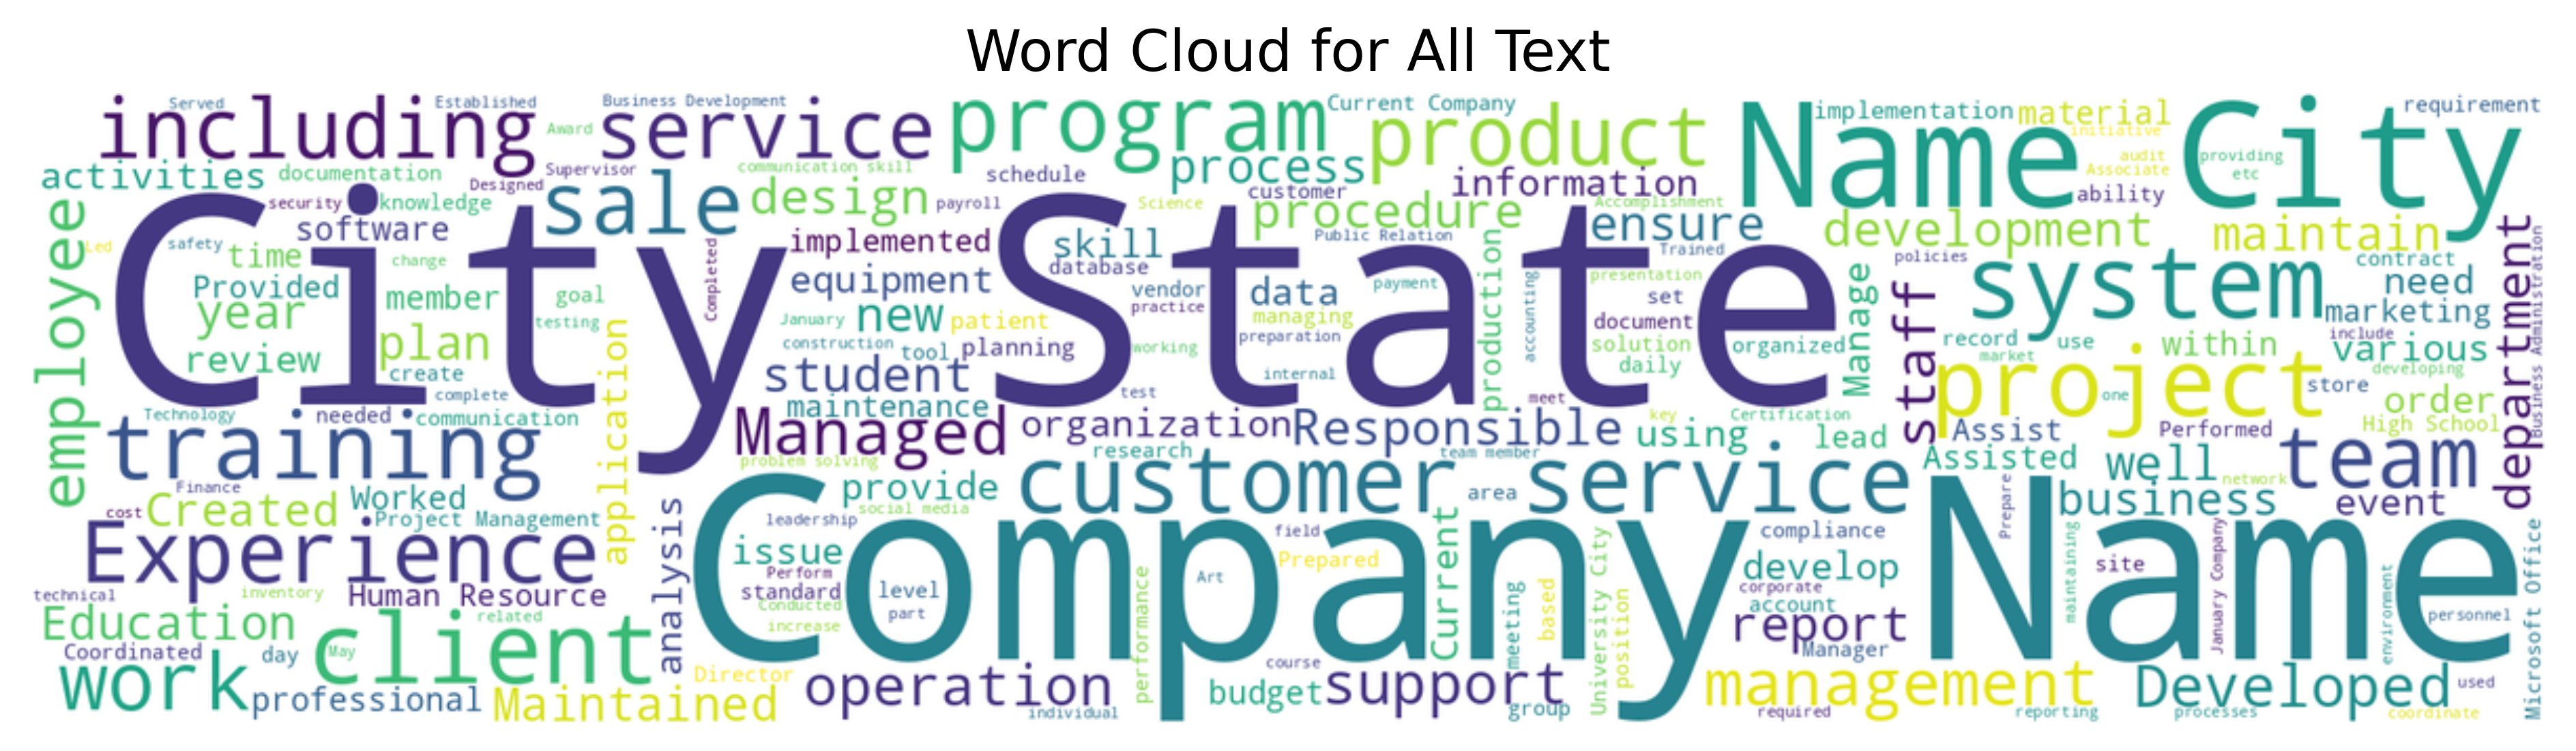 Word Cloud for All Text
including
Served
Established
Business Development
Award
service
program
Current Company
product
Name City
implementation
material
initiative
requirement
activities
documentation
Designed
Supervisor
communication skill
sale
design
payroll
schedule
process
customer
Science
information
procedure
Accomplishment
ensure
audit
Associate
ability
providing
etc
employee
security
knowledge
software
Led
safety
time
change
City State
Completed
implemented
skill
database
equipment
Public Relation
Trained
development
policies
maintain
contract
department
Business Administration
Provided
year
member
goal
testing
review
plan
create
complete
January
new
patient
construction
tool
planning
vendor
practice
working
data
managing
payment
preparation
internal
production
accounting
presentation
set
document
solution
daily
organized
Manage
staff
system
need
marketing
include
record
use
within
various
market
developing
student
maintenance
test
meet
key
Certification
project
one
store
order
High School
Technology
needed
communication
training
application
Managed
organization
Responsible
using
lead
Assist
Performed
problem solving
research
team member
Assisted
well
network
team
Finance
cost
Created
Worked
Project Management
analysis
provide
social media
customer service
area
business
event
Prepare
Experience
leadership
issue
Company Name
field
Prepared
Current
compliance
develop
technical
inventory
Human Resource
Perform
standard
Conducted
increase
level
part
Art
performance
meeting
based
University City
position
corporate
account
report
Manager
maintaining
site
January Company
environment
personnel
Microsoft Office
Education
related
client
Coordinated
day
May
work
professional
Maintained
Director
operation
individual
course
budget
support
group
management
required
reporting
Developed
processes
used
coordinate